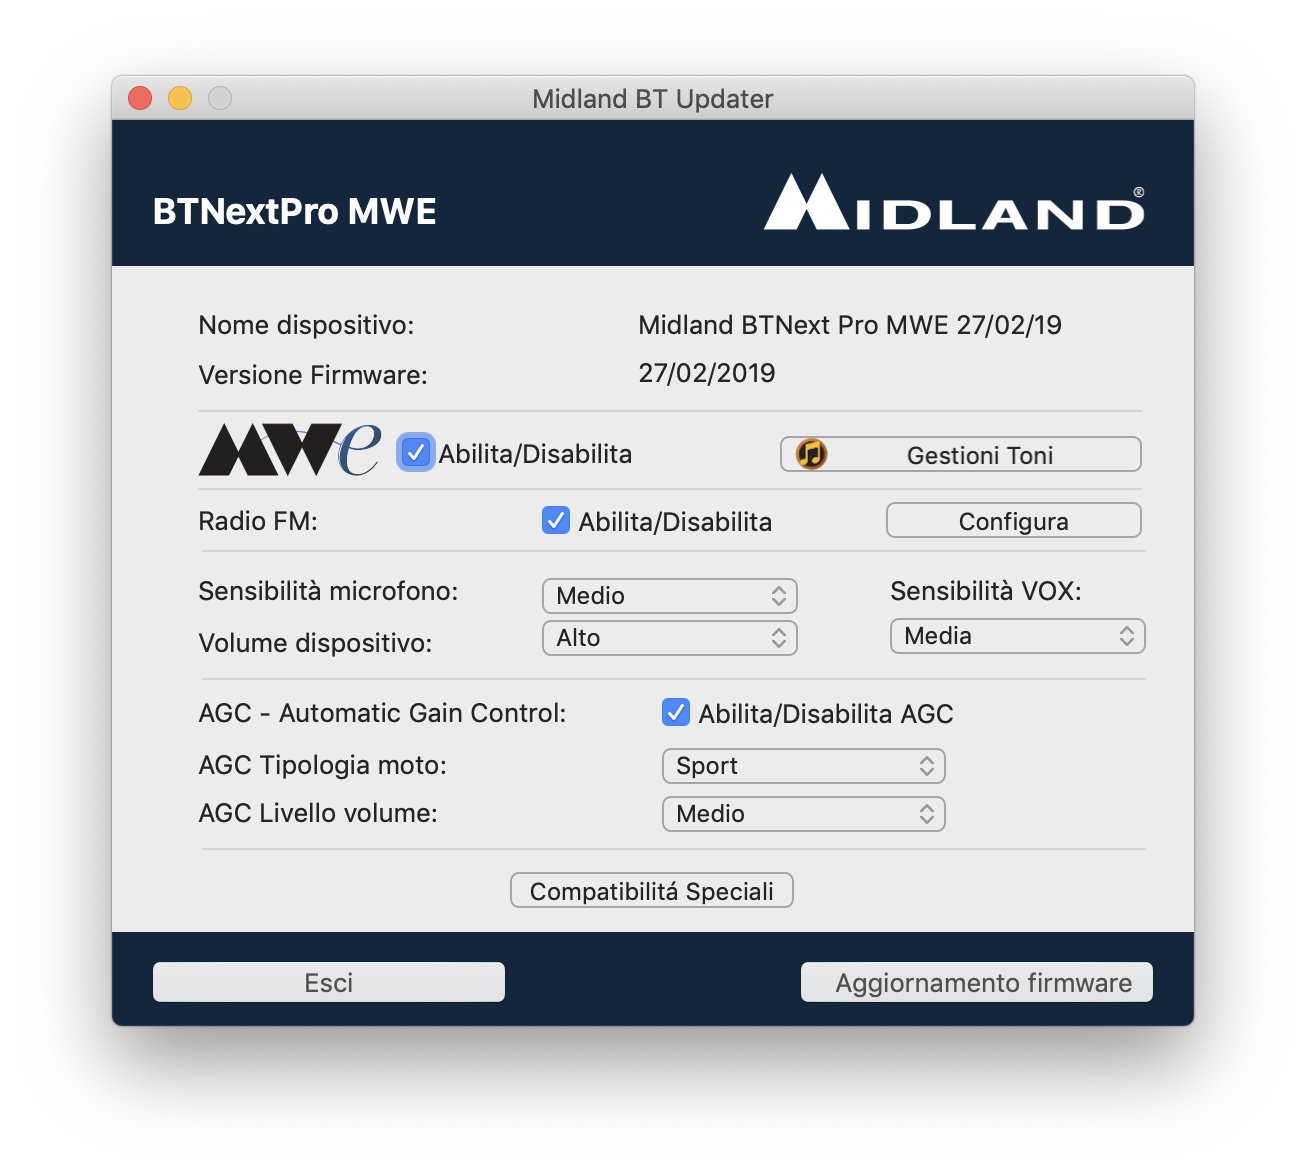 Midland BT Updater
BTNextPro MWE
MIDLAND®
Nome dispositivo: Midland BTNext Pro MWE 27/02/19
Versione Firmware: 27/02/2019
MWe Abilita/Disabilita Gestioni Toni
Radio FM: Abilita/Disabilita Configura
Sensibilità microfono: Medio Sensibilità VOX:
Volume dispositivo: Alto Media
AGC - Automatic Gain Control: Abilita/Disabilita AGC
AGC Tipologia moto: Sport
AGC Livello volume: Medio
Compatibilitá Speciali
Esci Aggiornamento firmware